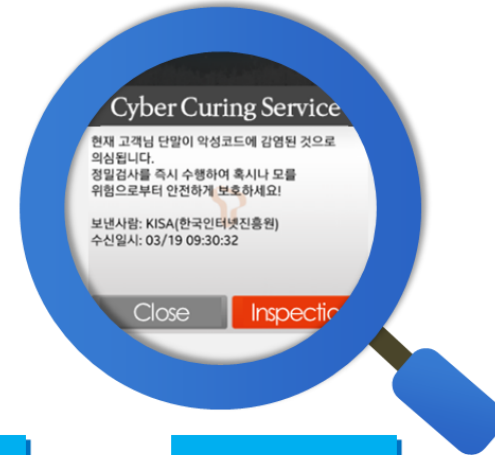 Cyber Curing Service
현재 고객님 단말이 악성코드에 감염된 것으로
의심됩니다.
정밀검사를 즉시 수행하여 혹시나 모를
위험으로부터 안전하게 보호하세요!
보낸사람: KISA(한국인터넷진흥원)
수신일시: 03/19 09:30:32
Close
Inspectio